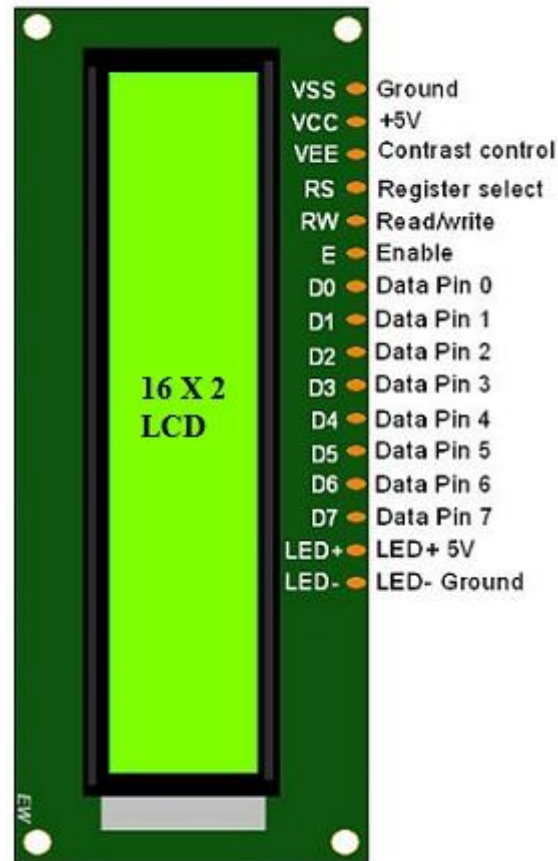 VSS Ground
VCC +5V
VEE Contrast control
RS Register select
RW Read/write
E Enable
D0 Data Pin 0
D1 Data Pin 1
D2 Data Pin 2
D3 Data Pin 3
16 X 2
LCD
D4 Data Pin 4
D5 Data Pin 5
D6 Data Pin 6
D7 Data Pin 7
LED+ LED+ 5V
LED- LED- Ground
EW